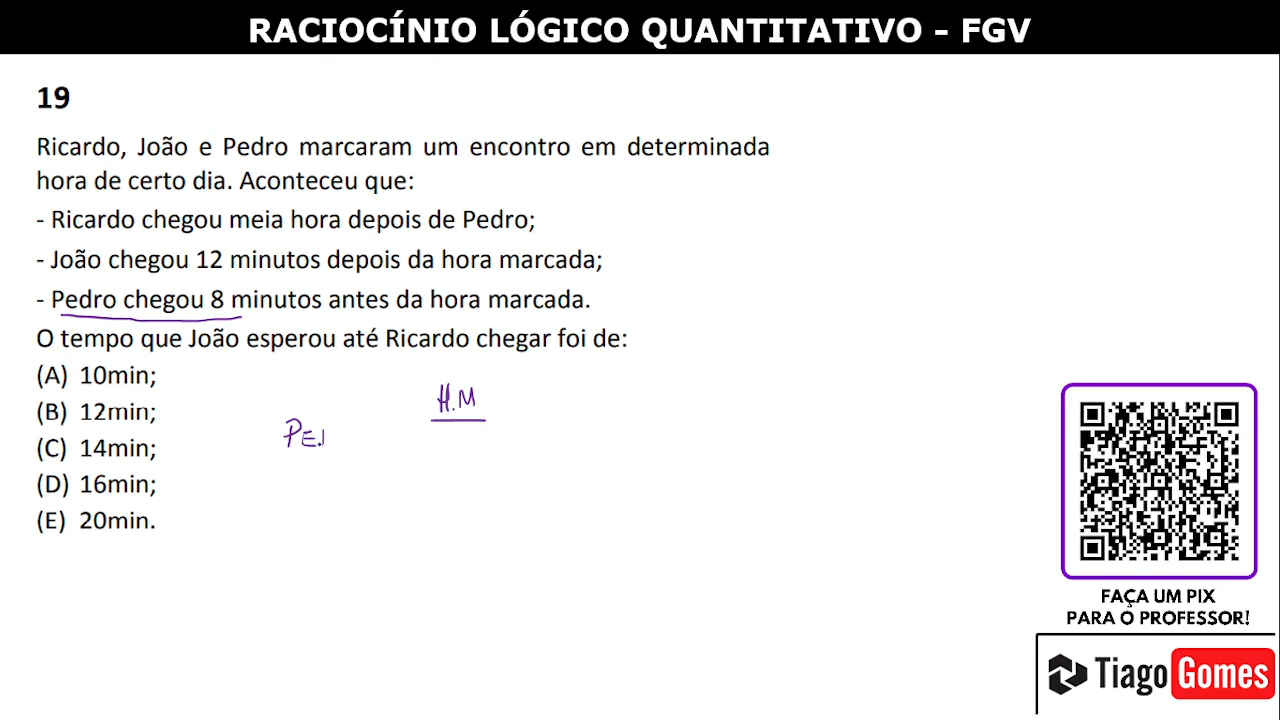 RACIOCÍNIO LÓGICO QUANTITATIVO - FGV
19
Ricardo, João e Pedro marcaram um encontro em determinada
hora de certo dia. Aconteceu que:
- Ricardo chegou meia hora depois de Pedro;
- João chegou 12 minutos depois da hora marcada;
- Pedro chegou 8 minutos antes da hora marcada.
O tempo que João esperou até Ricardo chegar foi de:
(A) 10min;
(B) 12min;
(C) 14min;
(D) 16min;
(E) 20min.
H.M
PE
FAÇA UM PIX
PARA O PROFESSOR!
Tiago Gomes